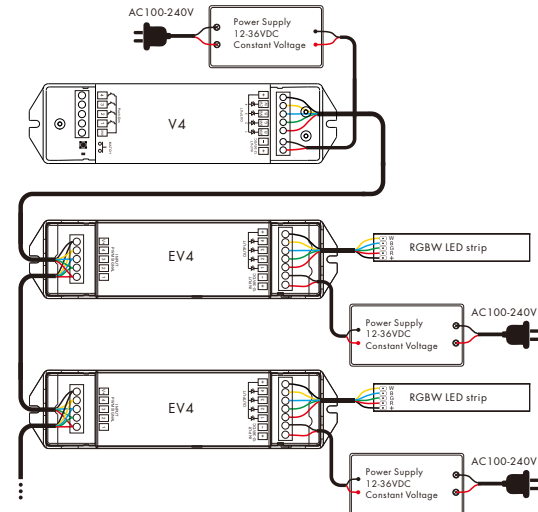 AC100-240V
Power Supply
12-36VDC
Constant Voltage
V4
EV4
W
B
G
R
+
RGBW LED strip
Power Supply
12-36VDC
Constant Voltage
AC100-240V
EV4
W
B
G
R
+
RGBW LED strip
Power Supply
12-36VDC
Constant Voltage
AC100-240V